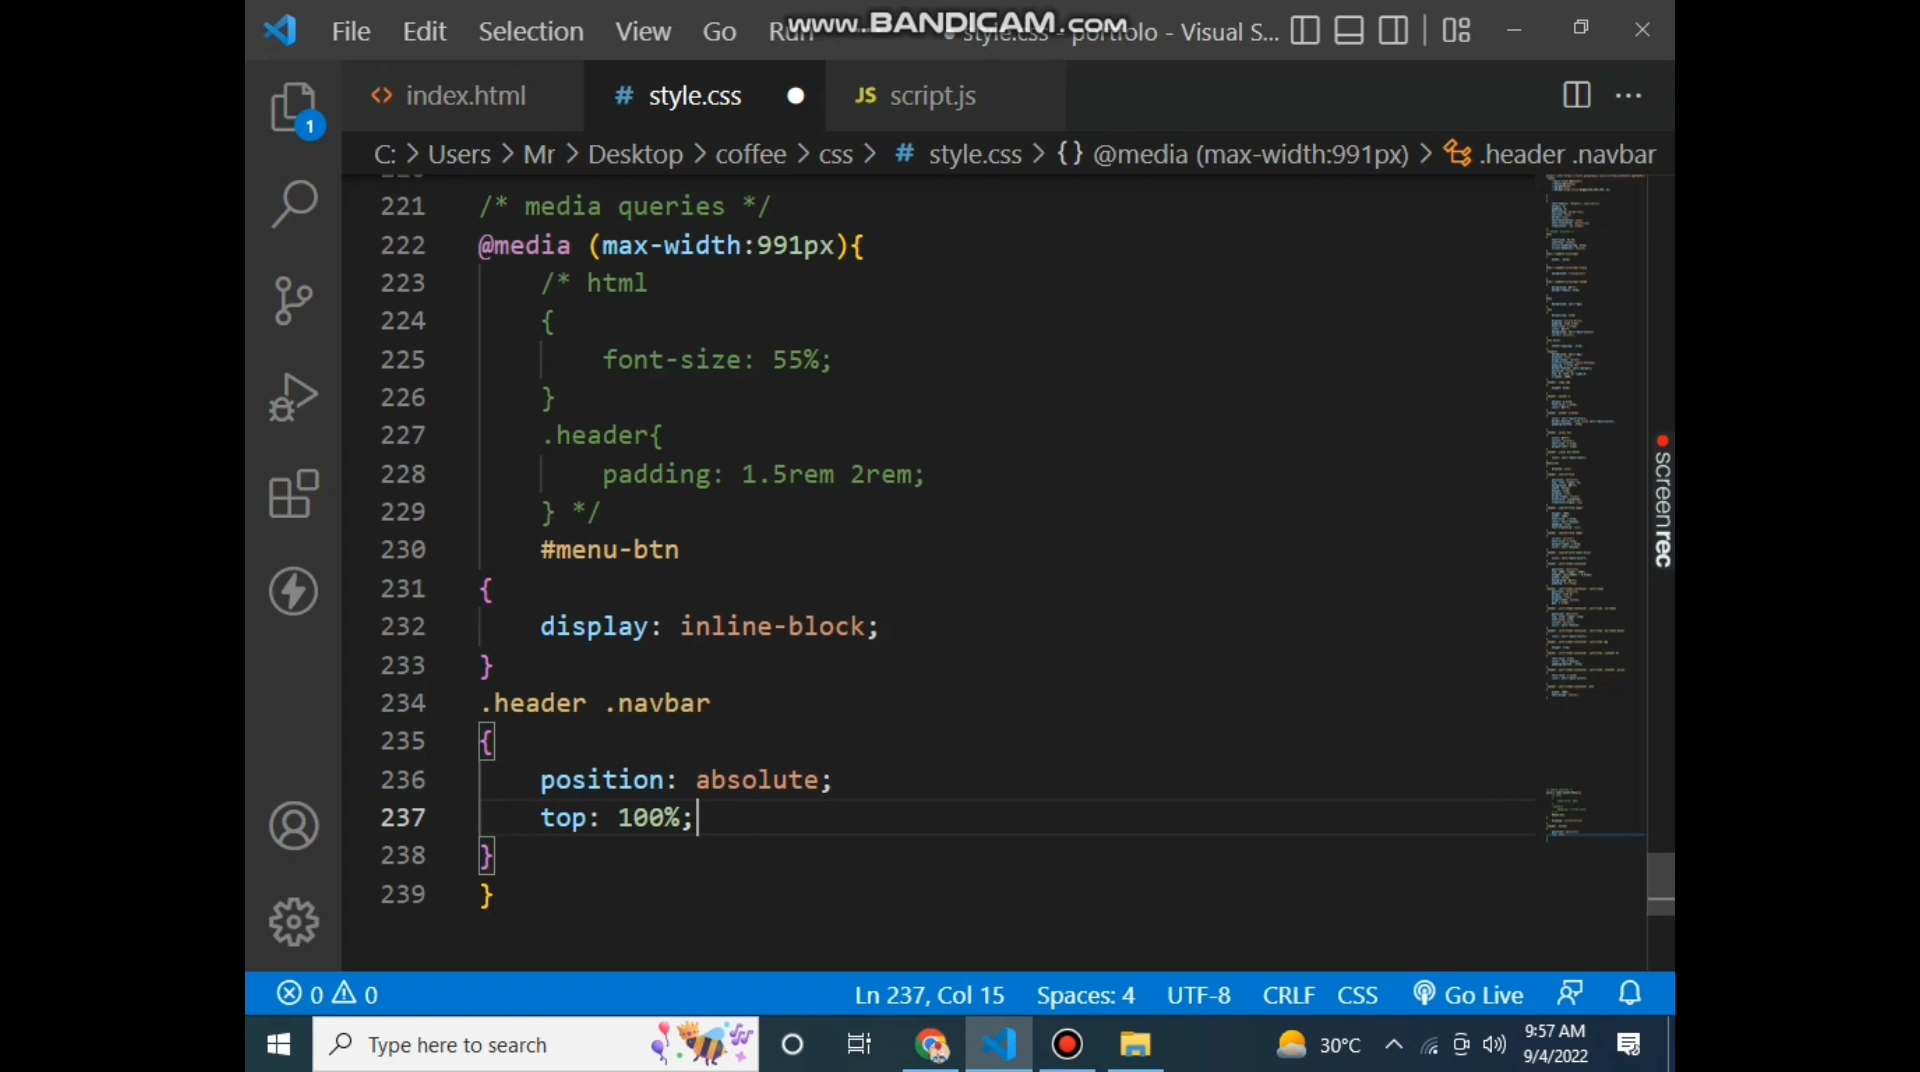 File Edit Selection View Go Run style.css - portfolo - Visual S...
www.BANDICAM.com
index.html # style.css JS script.js
1
C: > Users > Mr > Desktop > coffee > css > # style.css > {} @media (max-width:991px) > .header .navbar
221 /* media queries */
222 @media (max-width:991px){
223 /* html
224 {
225 font-size: 55%;
226 }
227 .header{
228 padding: 1.5rem 2rem;
229 } */
230 #menu-btn
231 {
232 display: inline-block;
233 }
234 .header .navbar
235 {
236 position: absolute;
237 top: 100%;
238 }
239 }
screenrec
0 0 Ln 237, Col 15 Spaces: 4 UTF-8 CRLF CSS Go Live
Type here to search 30°C 9:57 AM
9/4/2022